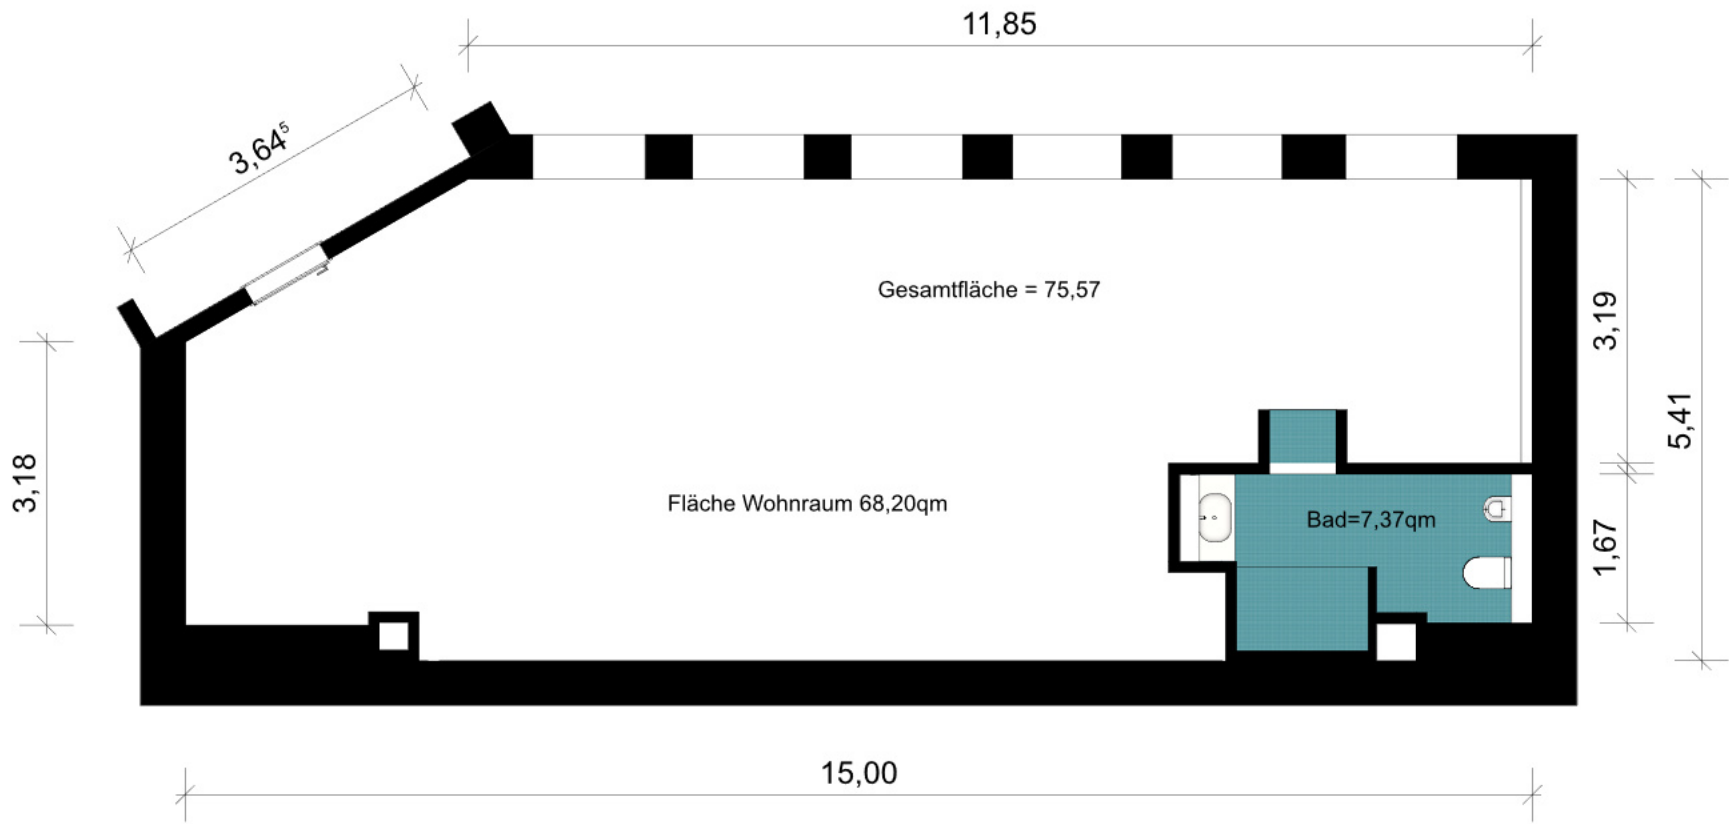 11,85
3,64⁵
Gesamtfläche = 75,57
3,19
5,41
3,18
Fläche Wohnraum 68,20qm
Bad=7,37qm
1,67
15,00